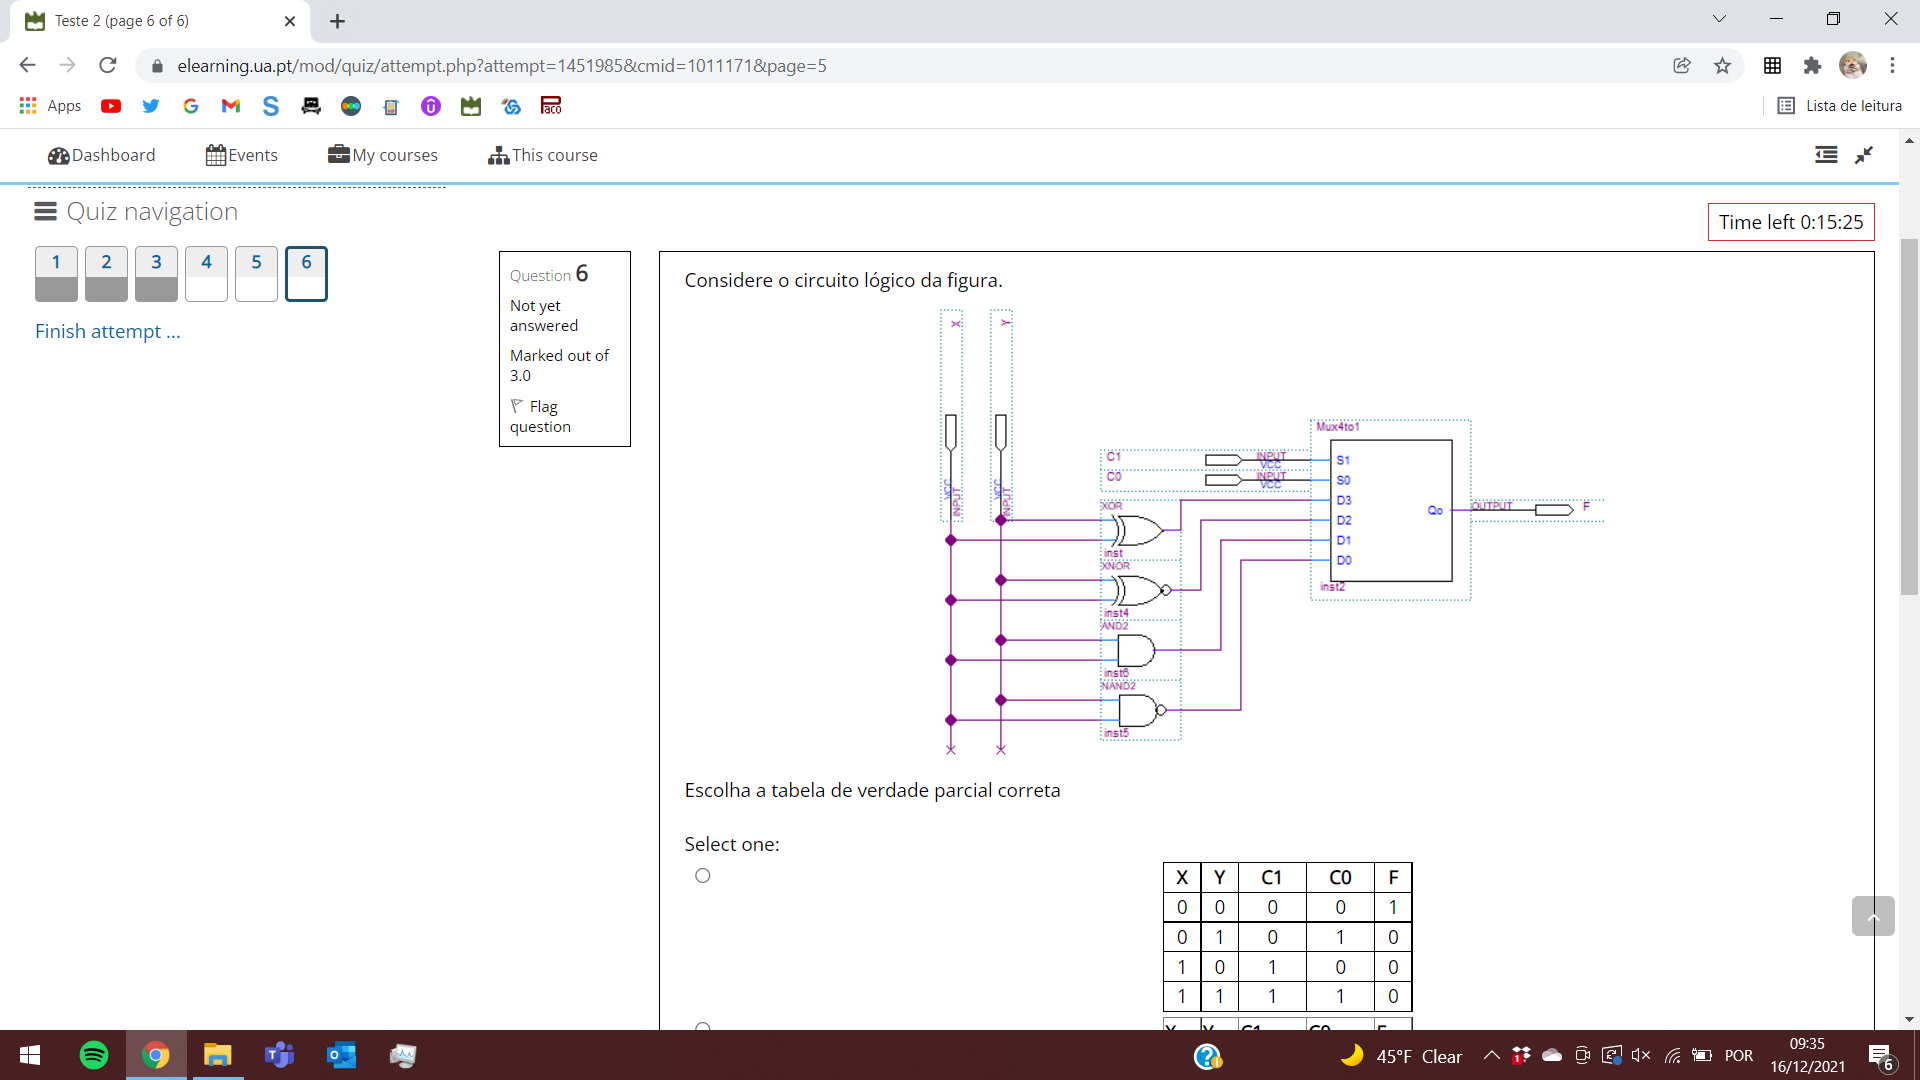 Teste 2 (page 6 of 6)
elearning.ua.pt/mod/quiz/attempt.php?attempt=1451985&cmid=1011171&page=5
Apps
Paco
Lista de leitura
Dashboard
Events
My courses
This course
Quiz navigation
Time left 0:15:25
1 2 3 4 5 6
Finish attempt ...
Question 6
Not yet
answered
Marked out of
3.0
Flag
question
Considere o circuito lógico da figura.
X
Y
VCC
INPUT
VCC
INPUT
C1
INPUT
VCC
C0
INPUT
VCC
Mux4to1
S1
S0
D3
D2
D1
D0
Qo
inst2
OUTPUT
F
XOR
inst
XNOR
inst4
AND2
inst6
NAND2
inst5
Escolha a tabela de verdade parcial correta
Select one:
X Y C1 C0 F
0 0 0 0 1
0 1 0 1 0
1 0 1 0 0
1 1 1 1 0
X Y C1 C0 F
45°F Clear
POR
09:35
16/12/2021
6